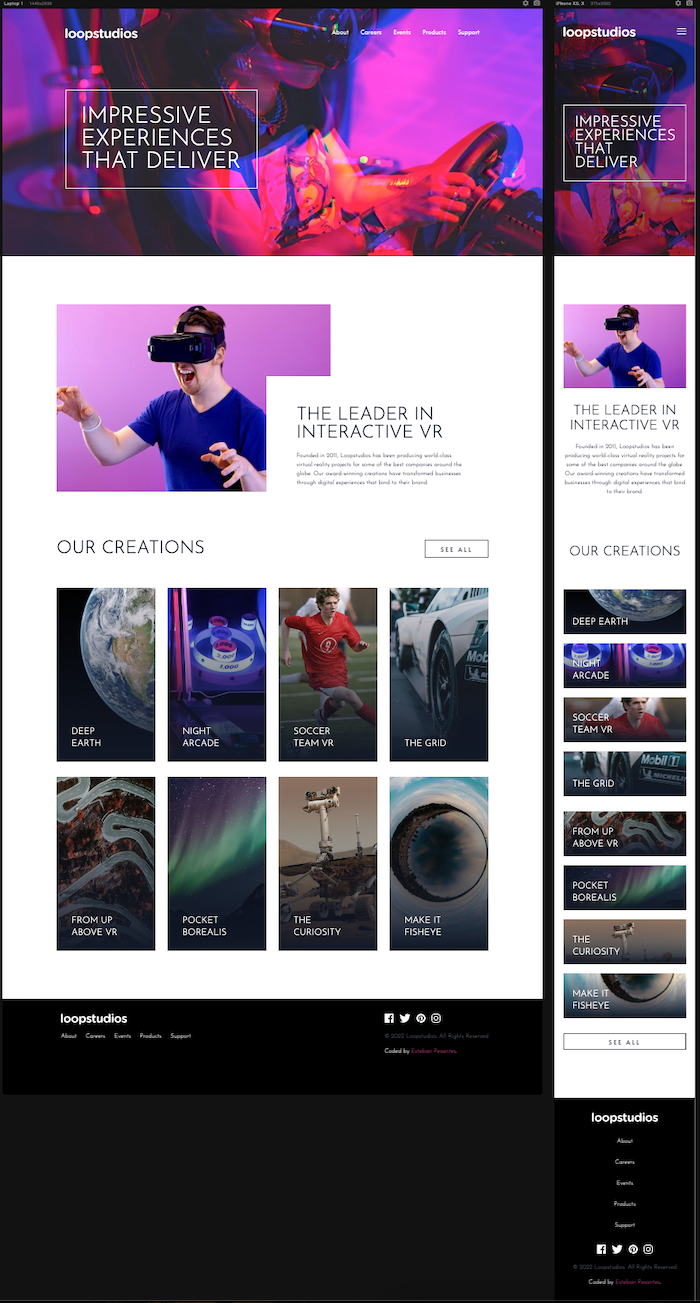 Laptop 1
iPhone XS, X
loopstudios
About Careers Events Products Support
IMPRESSIVE
EXPERIENCES
THAT DELIVER
THE LEADER IN
INTERACTIVE VR
Founded in 2011, Loopstudios has been producing world-class
virtual reality projects for some of the best companies around the
globe. Our award-winning creations have transformed businesses
through digital experiences that bind to their brand.
OUR CREATIONS
SEE ALL
DEEP
EARTH
NIGHT
ARCADE
SOCCER
TEAM VR
THE GRID
FROM UP
ABOVE VR
POCKET
BOREALIS
THE
CURIOSITY
MAKE IT
FISHEYE
2.000
1.000
9
Mobil
loopstudios
About Careers Events Products Support
© 2022 Loopstudios. All Rights Reserved
Coded by Esteban Pesantes.
loopstudios
IMPRESSIVE
EXPERIENCES
THAT
DELIVER
THE LEADER IN
INTERACTIVE VR
Founded in 2011, Loopstudios has been
producing world-class virtual reality projects for
some of the best companies around the globe.
Our award-winning creations have transformed
businesses through digital experiences that bind
to their brand.
OUR CREATIONS
DEEP EARTH
NIGHT
ARCADE
SOCCER
TEAM VR
THE GRID
Mobil 1
FROM UP
ABOVE VR
POCKET
BOREALIS
THE
CURIOSITY
MAKE IT
FISHEYE
SEE ALL
loopstudios
About
Careers
Events
Products
Support
© 2022 Loopstudios. All Rights Reserved
Coded by Esteban Pesantes.